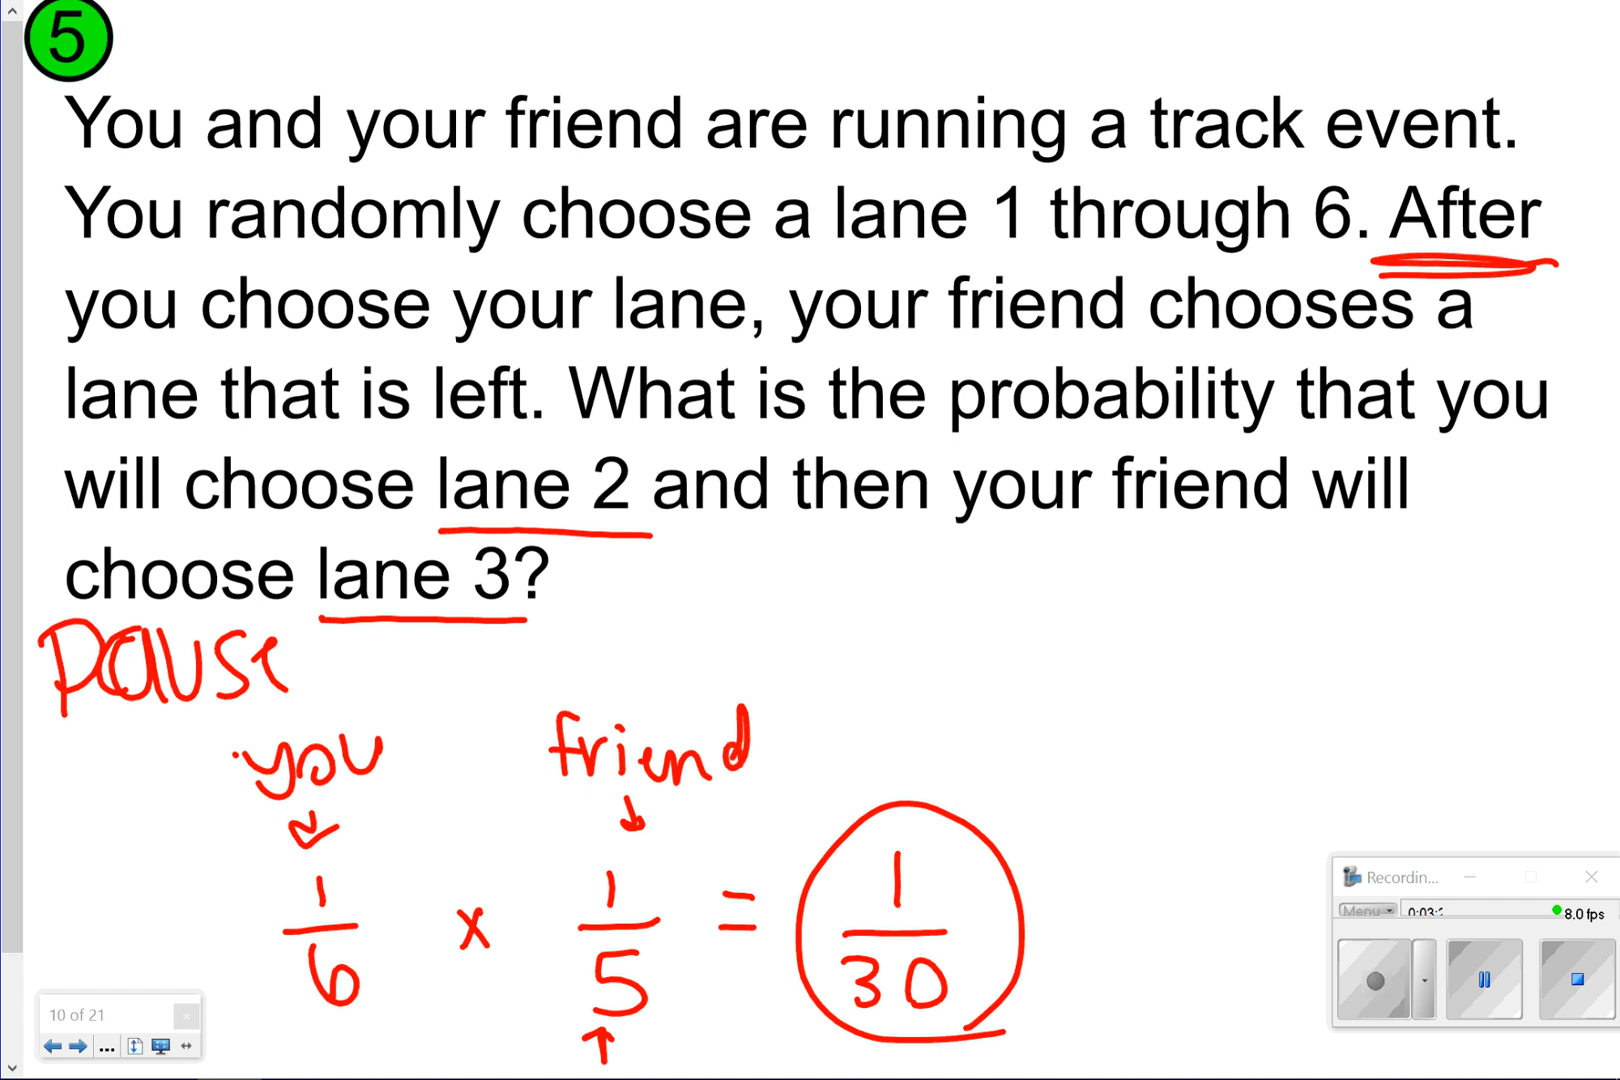 5
You and your friend are running a track event.
You randomly choose a lane 1 through 6. After
you choose your lane, your friend chooses a
lane that is left. What is the probability that you
will choose lane 2 and then your friend will
choose lane 3?
Pause
you friend
1/6 x 1/5 = 1/30
Recordin...
Menu
8.0 fps
10 of 21
...